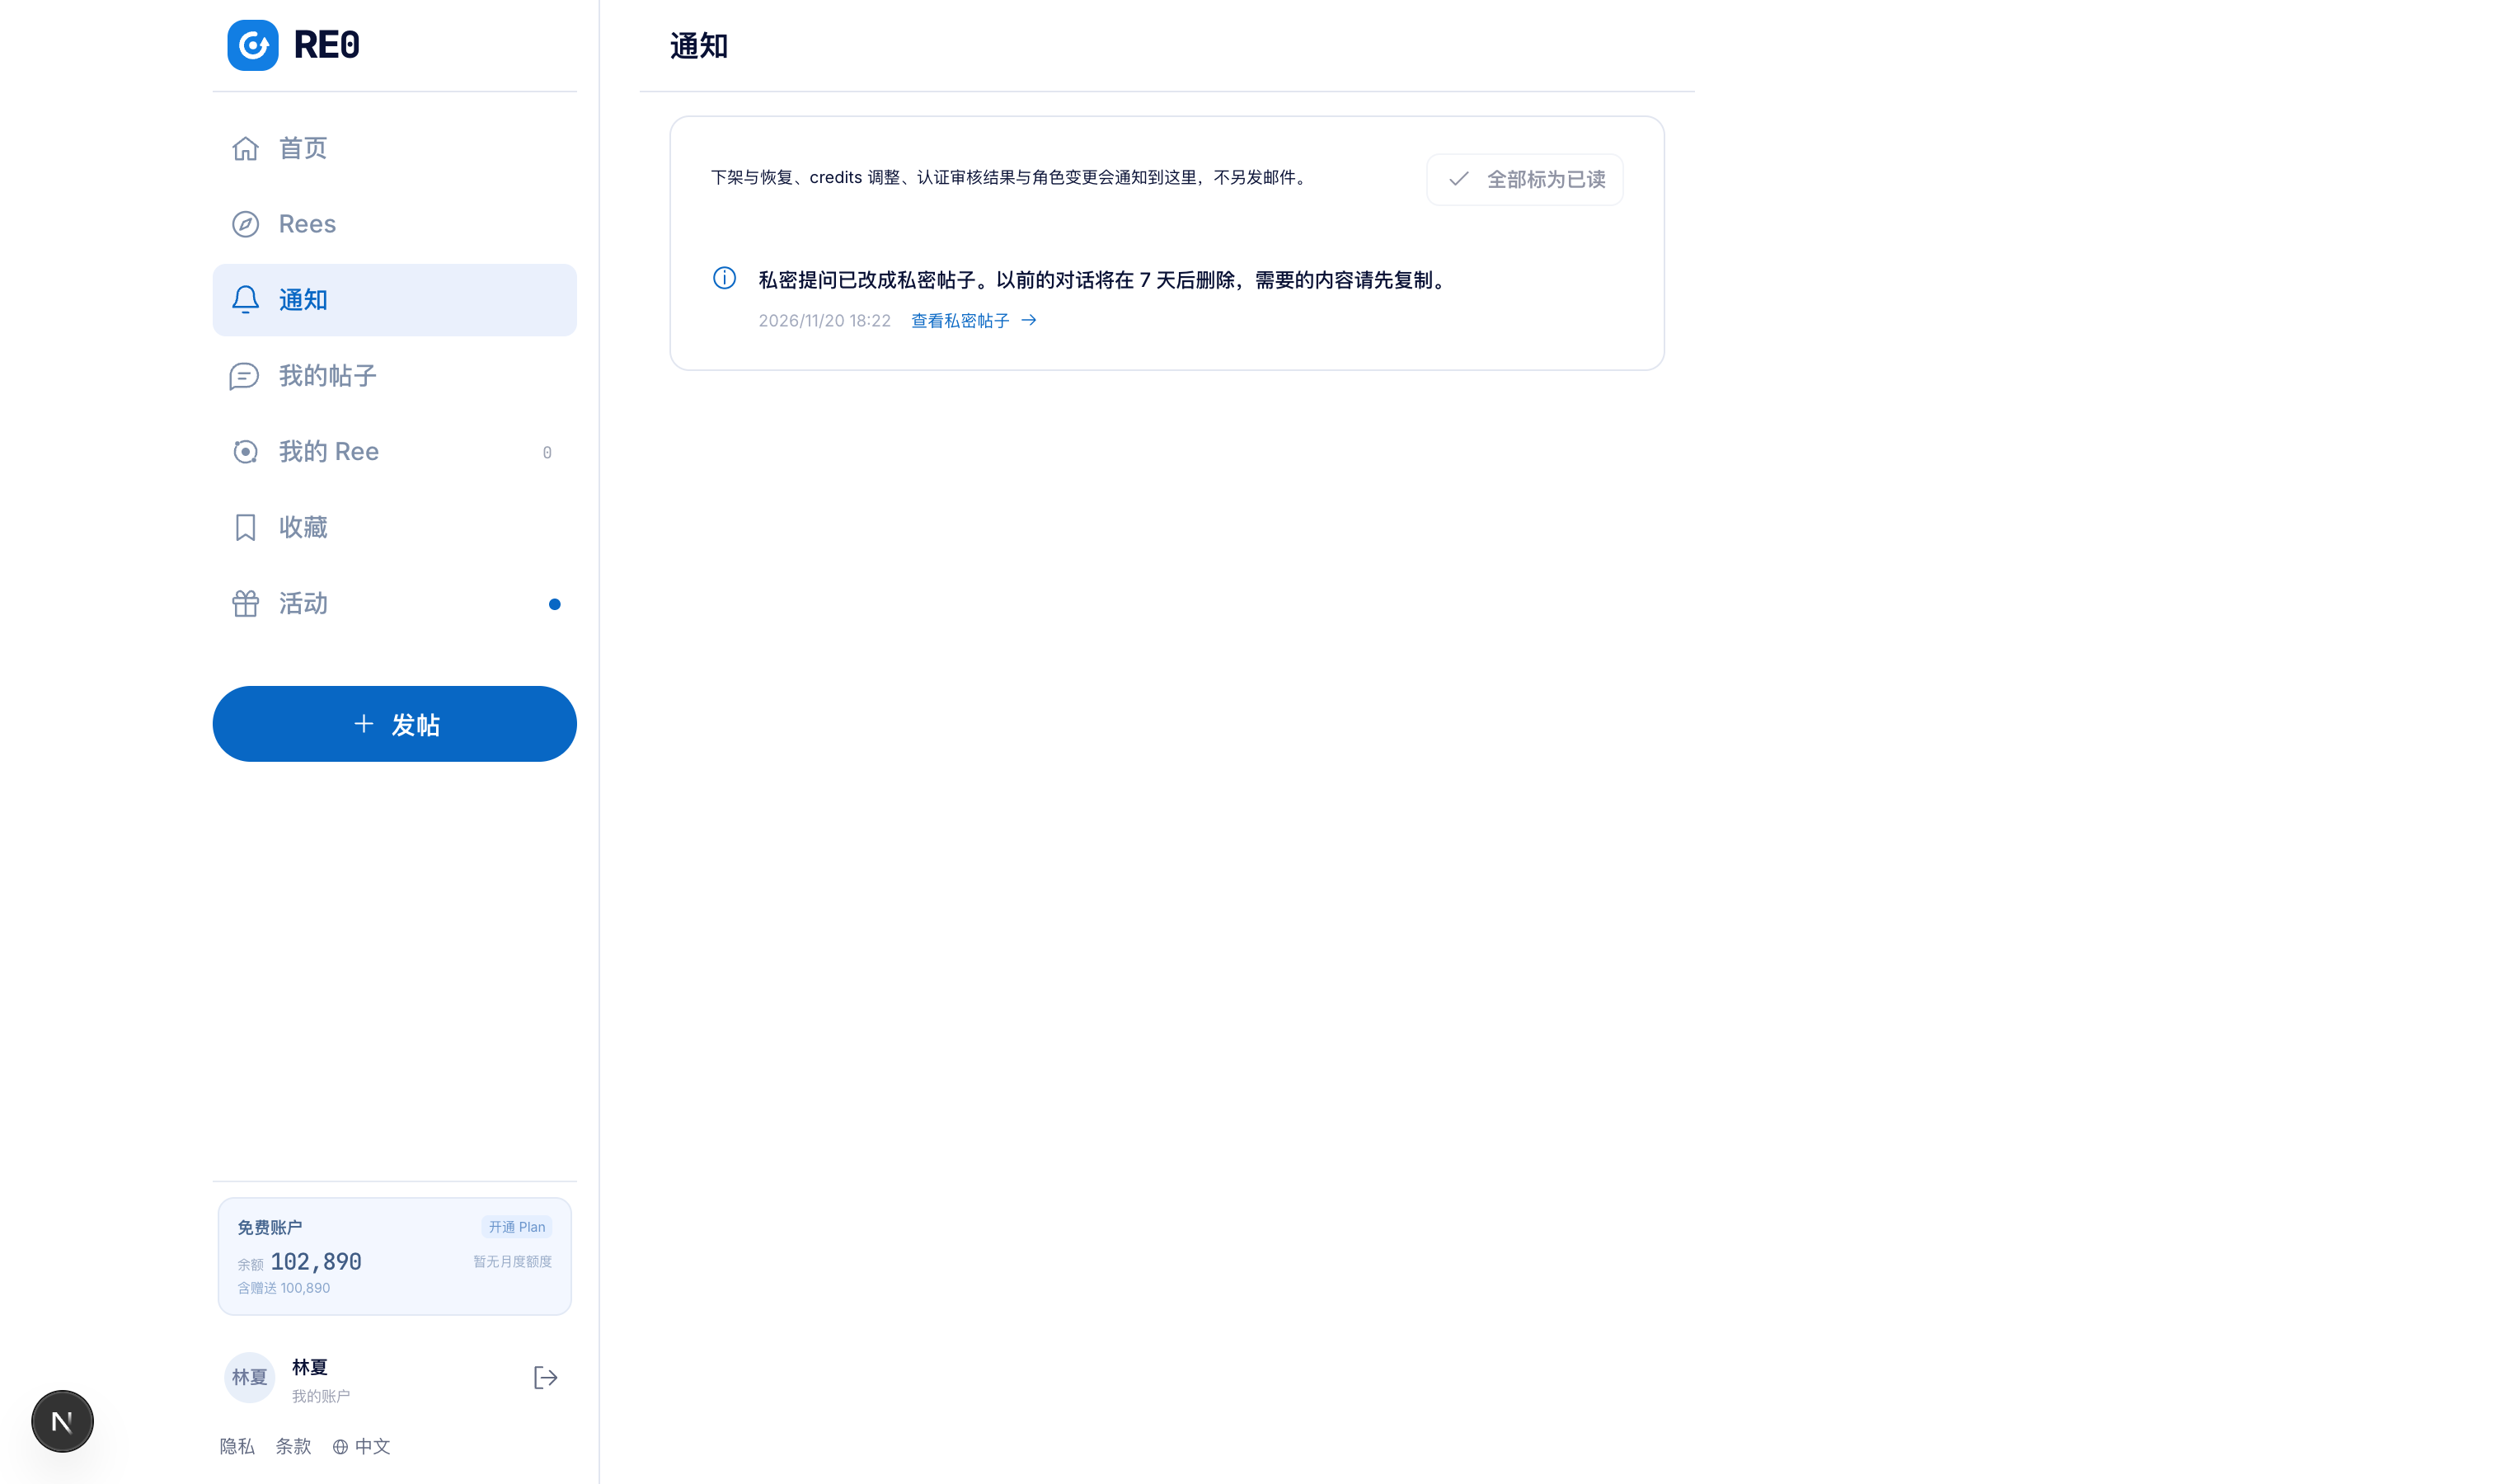 RE0
首页
Rees
通知
我的帖子
我的 Ree 0
收藏
活动
发帖
免费账户 开通 Plan
余额 102,890 暂无月度额度
含赠送 100,890
林夏 林夏
我的账户
N
隐私 条款 中文
通知
下架与恢复、credits 调整、认证审核结果与角色变更会通知到这里，不另发邮件。 全部标为已读
私密提问已改成私密帖子。以前的对话将在 7 天后删除，需要的内容请先复制。
2026/11/20 18:22 查看私密帖子 →